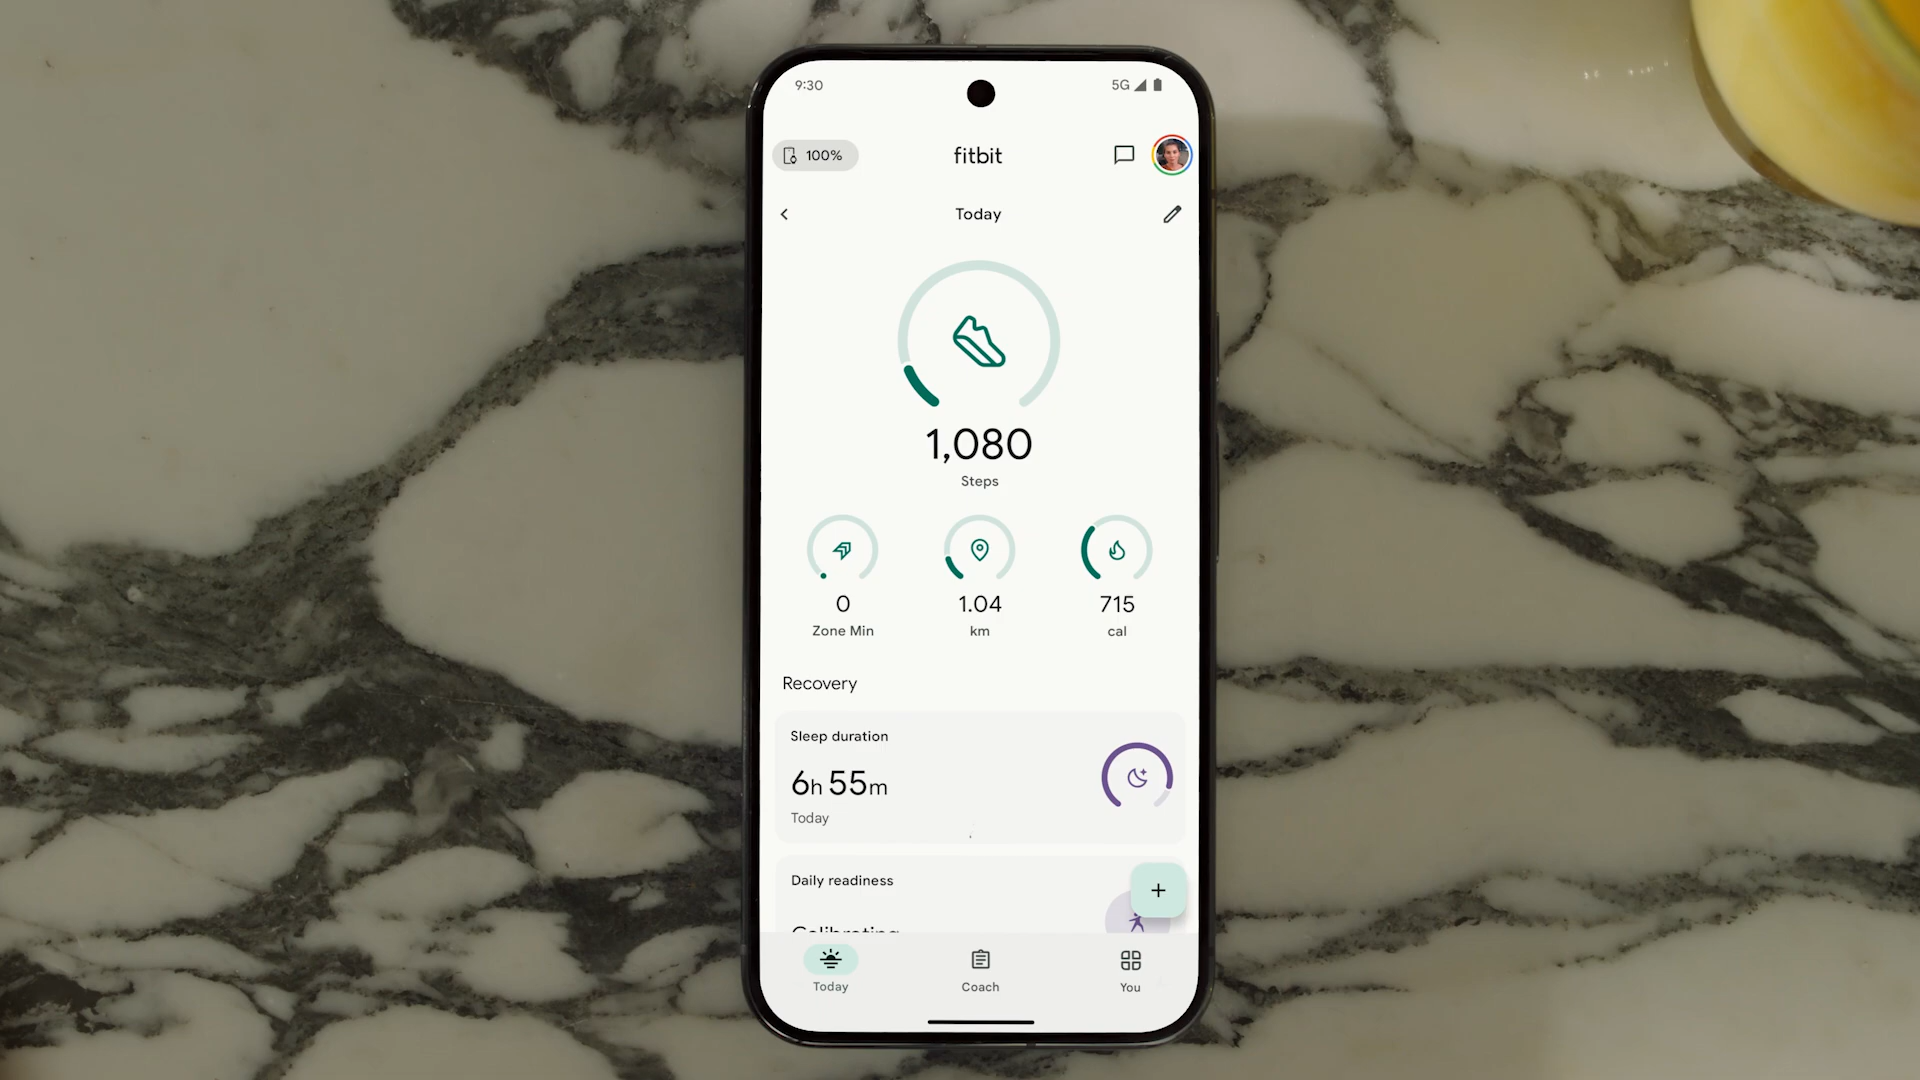 9:30
5G
100%
fitbit
Today
1,080
Steps
0
1.04
715
Zone Min
km
cal
Recovery
Sleep duration
6h 55m
Today
Daily readiness
Calibrating
Today
Coach
You